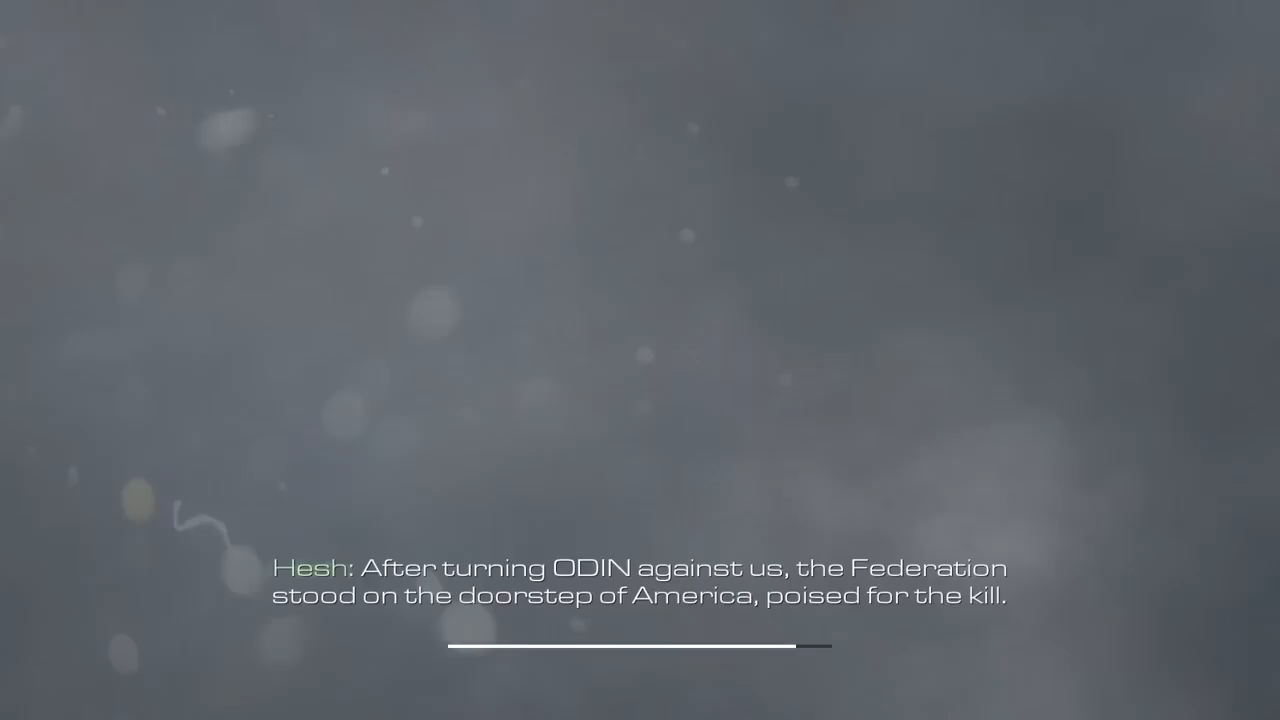 Hesh: After turning ODIN against us, the Federation
stood on the doorstep of America, poised for the kill.